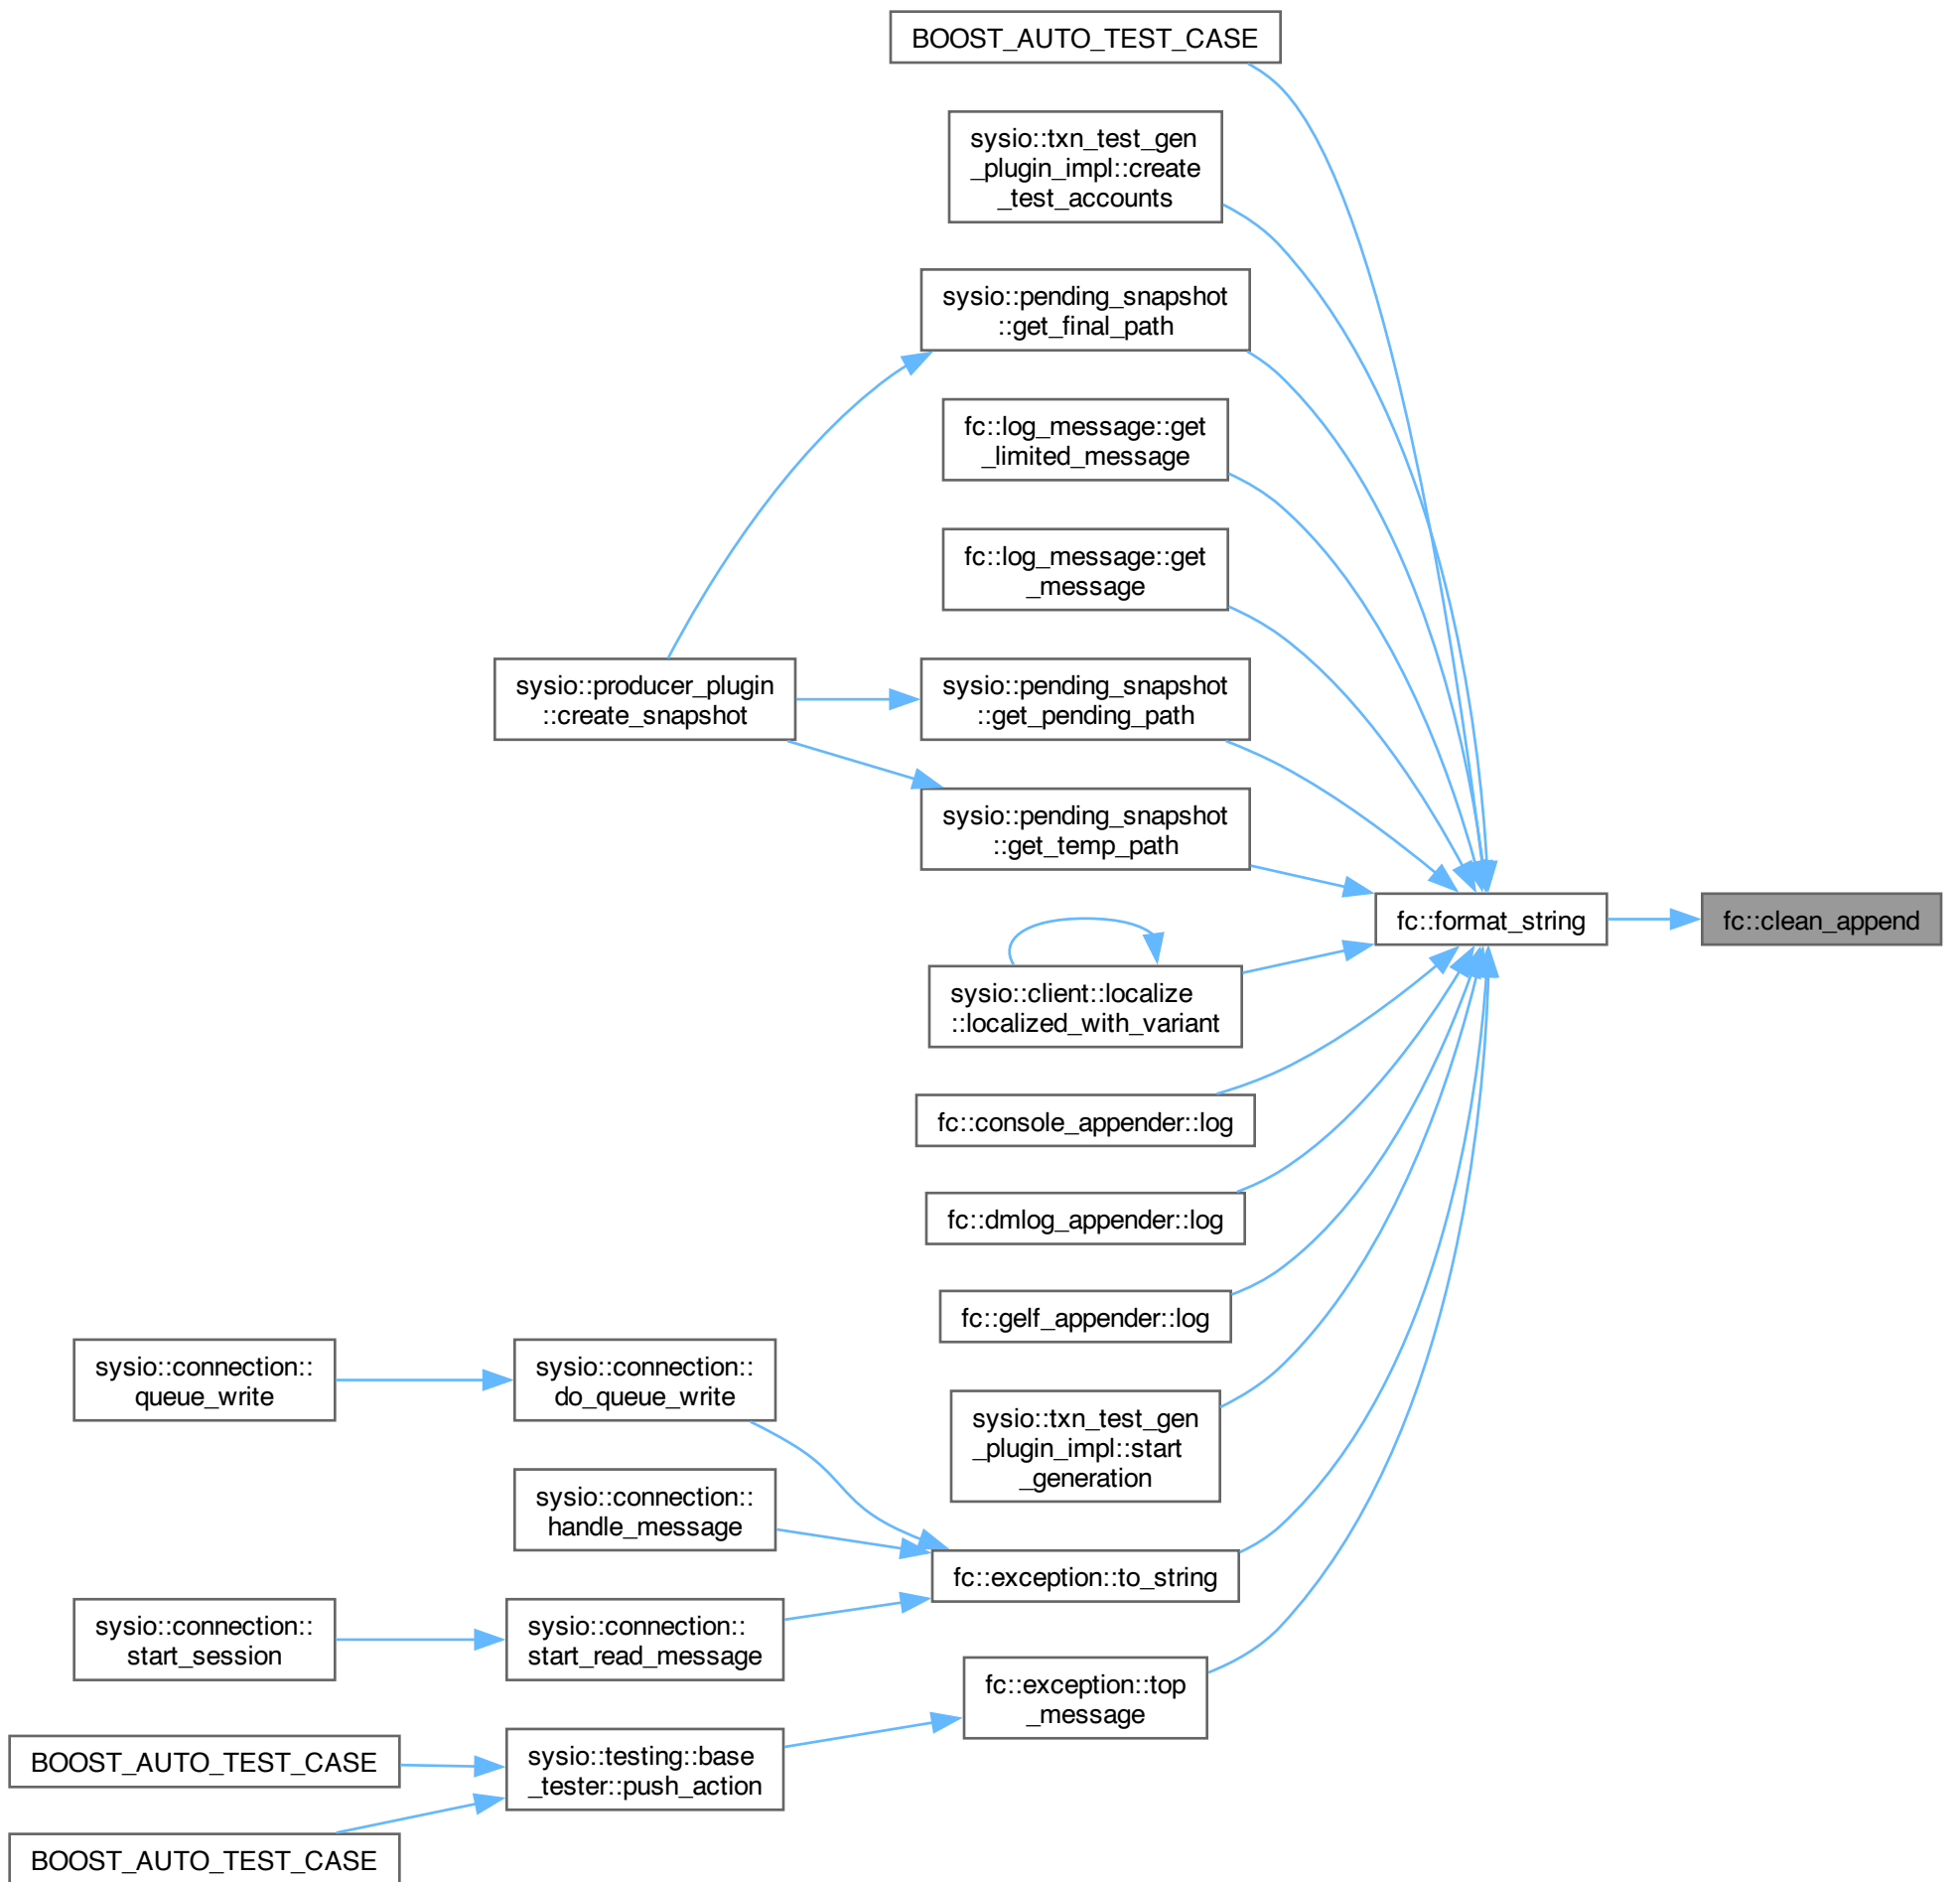 BOOST_AUTO_TEST_CASE
sysio::txn_test_gen
_plugin_impl::create
_test_accounts
sysio::pending_snapshot
::get_final_path
fc::log_message::get
_limited_message
fc::log_message::get
_message
sysio::producer_plugin
::create_snapshot
sysio::pending_snapshot
::get_pending_path
sysio::pending_snapshot
::get_temp_path
fc::format_string
fc::clean_append
sysio::client::localize
::localized_with_variant
fc::console_appender::log
fc::dmlog_appender::log
fc::gelf_appender::log
sysio::connection::
queue_write
sysio::connection::
do_queue_write
sysio::txn_test_gen
_plugin_impl::start
_generation
sysio::connection::
handle_message
fc::exception::to_string
sysio::connection::
start_session
sysio::connection::
start_read_message
fc::exception::top
_message
BOOST_AUTO_TEST_CASE
sysio::testing::base
_tester::push_action
BOOST_AUTO_TEST_CASE